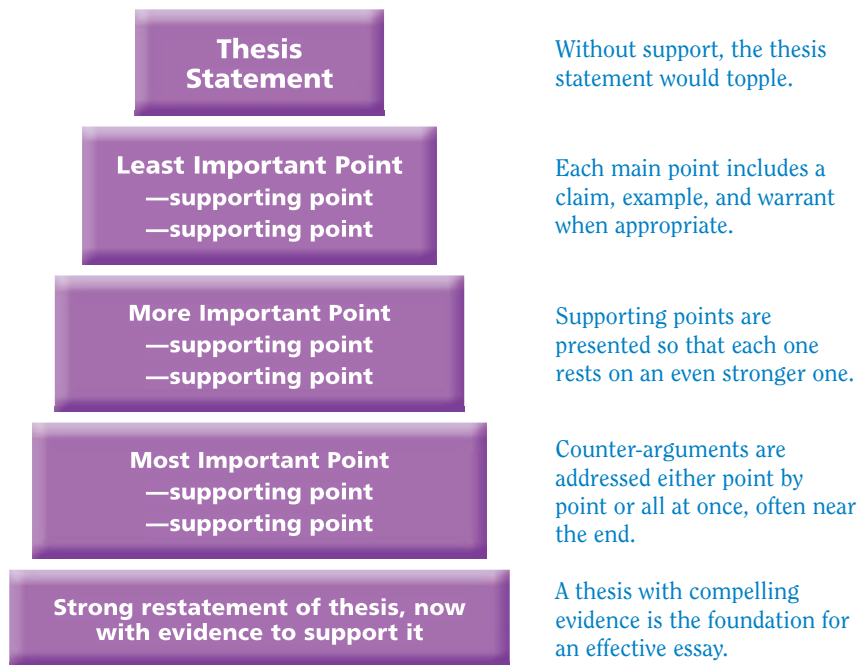 Thesis
Statement
Without support, the thesis
statement would topple.
Least Important Point
—supporting point
—supporting point
Each main point includes a
claim, example, and warrant
when appropriate.
More Important Point
—supporting point
—supporting point
Supporting points are
presented so that each one
rests on an even stronger one.
Most Important Point
—supporting point
—supporting point
Counter-arguments are
addressed either point by
point or all at once, often near
the end.
Strong restatement of thesis, now
with evidence to support it
A thesis with compelling
evidence is the foundation for
an effective essay.